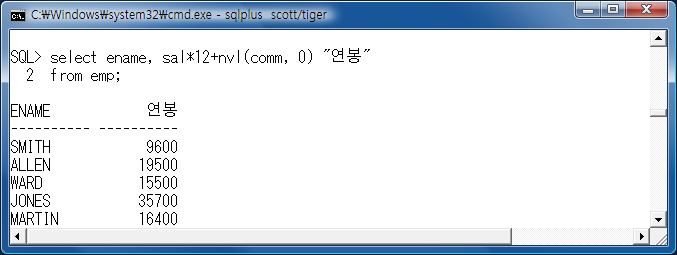 C:₩Windows₩system32₩cmd.exe - sqlplus  scott/tiger
SQL> select ename, sal*12+nvl(comm, 0) "연봉"
  2  from emp;
ENAME            연봉
---------- ----------
SMITH            9600
ALLEN           19500
WARD            15500
JONES           35700
MARTIN          16400